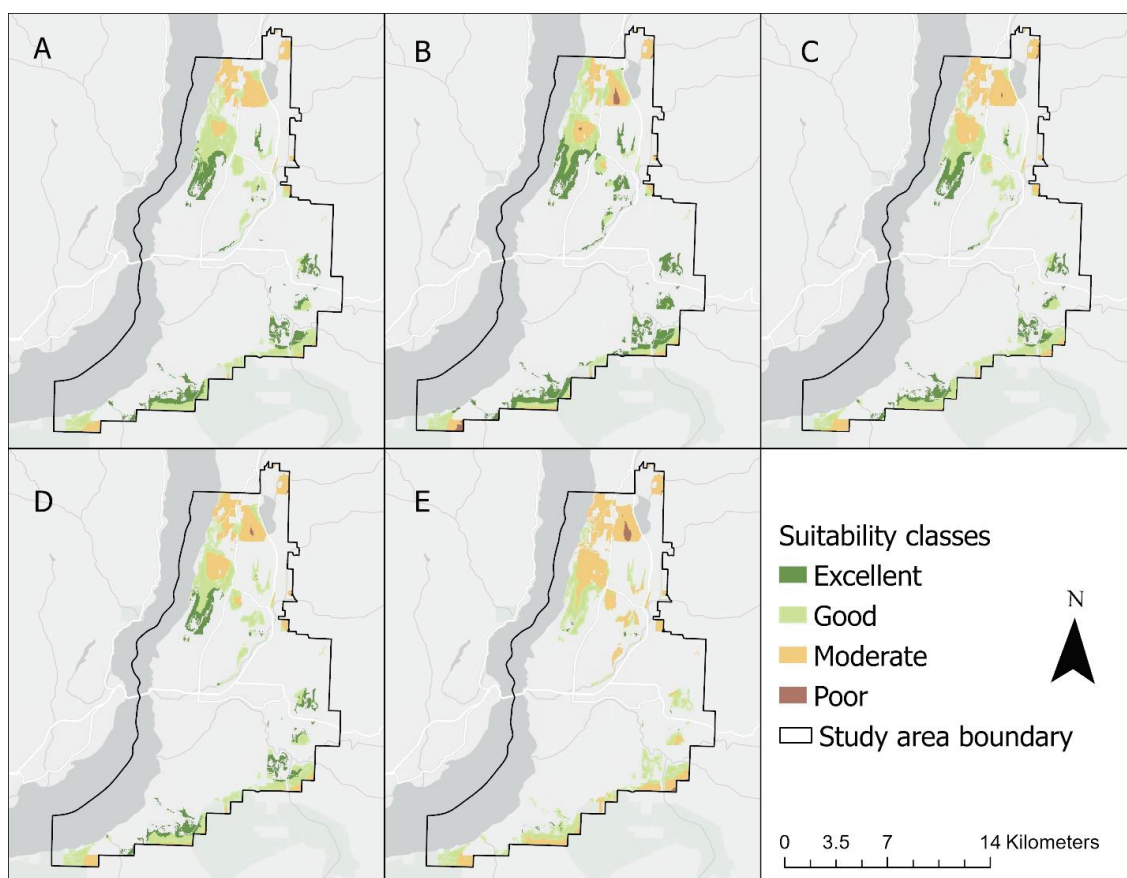 A
B
C
D
E
Suitability classes
Excellent
Good
Moderate
Poor
Study area boundary
N
0 3.5 7 14 Kilometers